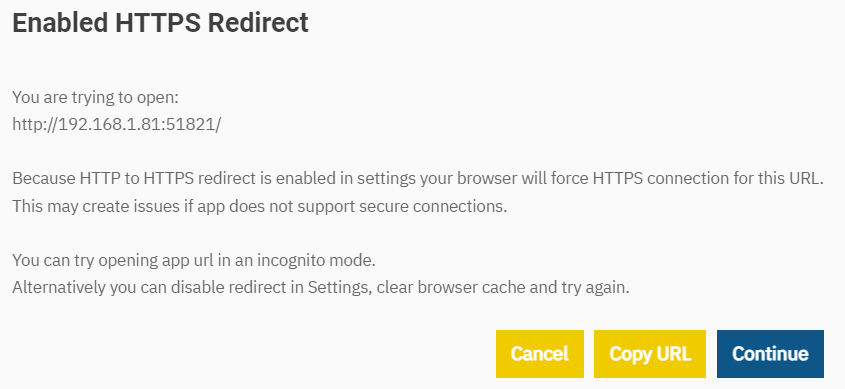 Enabled HTTPS Redirect
You are trying to open:
http://192.168.1.81:51821/
Because HTTP to HTTPS redirect is enabled in settings your browser will force HTTPS connection for this URL.
This may create issues if app does not support secure connections.
You can try opening app url in an incognito mode.
Alternatively you can disable redirect in Settings, clear browser cache and try again.
Cancel Copy URL Continue